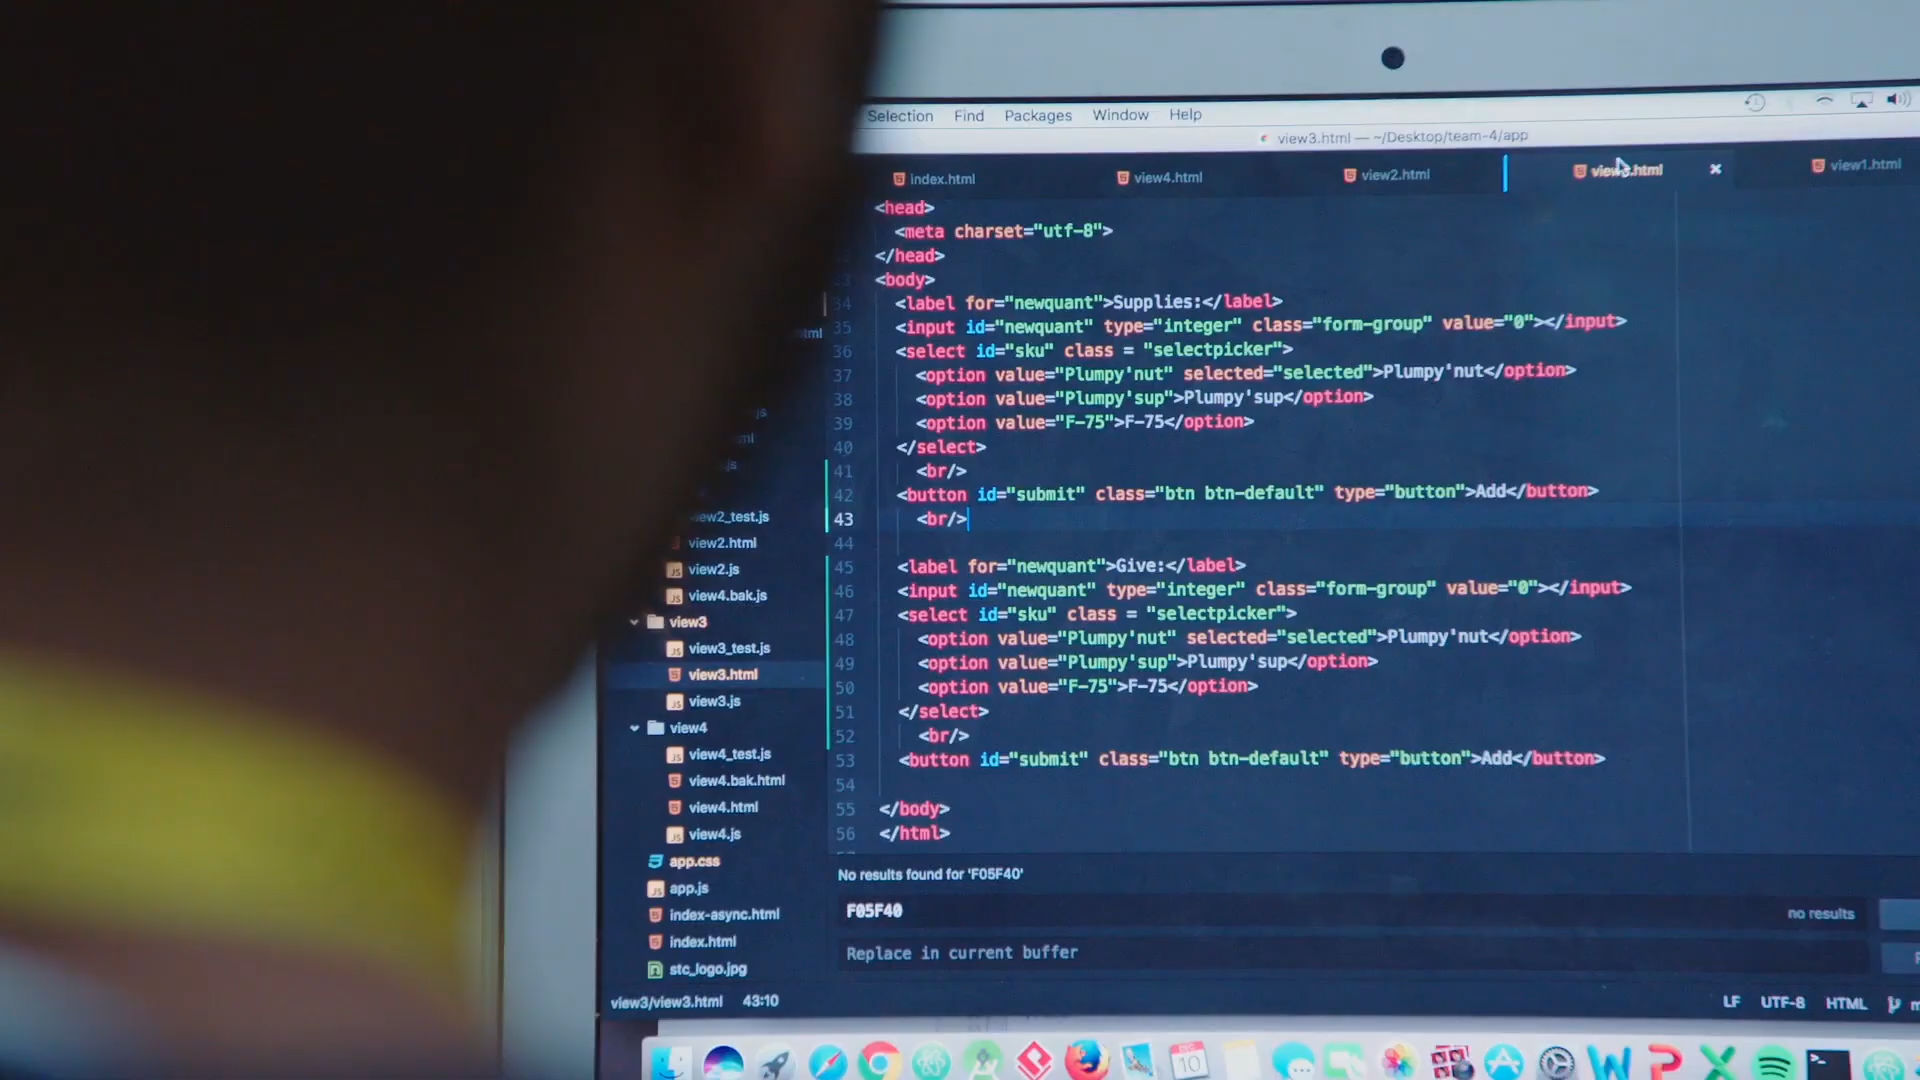 Selection Find Packages Window Help
view3.html — ~/Desktop/team-4/app
index.html view4.html view2.html view3.html view1.html
<head>
<meta charset="utf-8">
</head>
<body>
34 <label for="newquant">Supplies:</label>
35 <input id="newquant" type="integer" class="form-group" value="0"></input>
36 <select id="sku" class = "selectpicker">
37 <option value="Plumpy'nut" selected="selected">Plumpy'nut</option>
38 <option value="Plumpy'sup">Plumpy'sup</option>
39 <option value="F-75">F-75</option>
40 </select>
41 <br/>
42 <button id="submit" class="btn btn-default" type="button">Add</button>
43 <br/>
44
45 <label for="newquant">Give:</label>
46 <input id="newquant" type="integer" class="form-group" value="0"></input>
47 <select id="sku" class = "selectpicker">
48 <option value="Plumpy'nut" selected="selected">Plumpy'nut</option>
49 <option value="Plumpy'sup">Plumpy'sup</option>
50 <option value="F-75">F-75</option>
51 </select>
52 <br/>
53 <button id="submit" class="btn btn-default" type="button">Add</button>
54
55 </body>
56 </html>
html
js
ml
js
ew2_test.js
view2.html
view2.js
view4.bak.js
view3
view3_test.js
view3.html
view3.js
view4
view4_test.js
view4.bak.html
view4.html
view4.js
app.css
app.js
index-async.html
index.html
stc_logo.jpg
No results found for 'F05F40'
F05F40 no results
Replace in current buffer
view3/view3.html 43:10 LF UTF-8 HTML
DEC
10